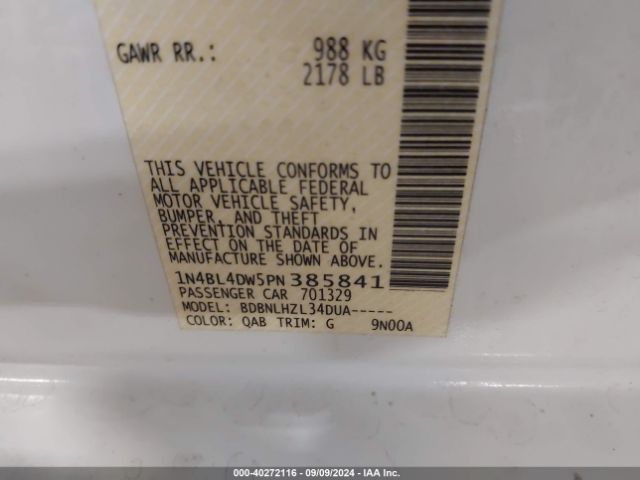 GAWR RR.: 988 KG
2178 LB
THIS VEHICLE CONFORMS TO
ALL APPLICABLE FEDERAL
MOTOR VEHICLE SAFETY,
BUMPER, AND THEFT
PREVENTION STANDARDS IN
EFFECT ON THE DATE OF
MANUFACTURE SHOWN ABOVE.
1N4BL4DW5PN385841
PASSENGER CAR 701329
MODEL: BDBNLHZL34DUA-----
COLOR: QAB TRIM: G 9N00A
000-40272116 - 09/09/2024 - IAA Inc.